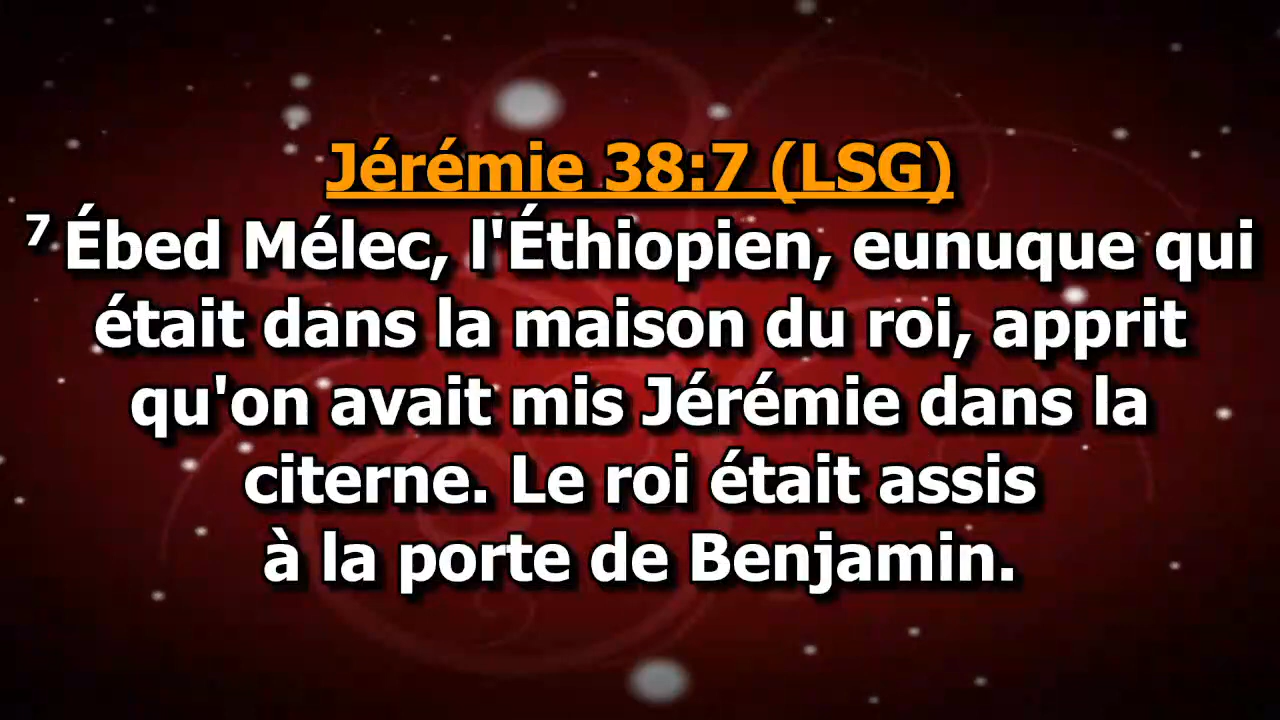 Jérémie 38:7 (LSG)
7 Ébed Mélec, l'Éthiopien, eunuque qui
était dans la maison du roi, apprit
qu'on avait mis Jérémie dans la
citerne. Le roi était assis
à la porte de Benjamin.